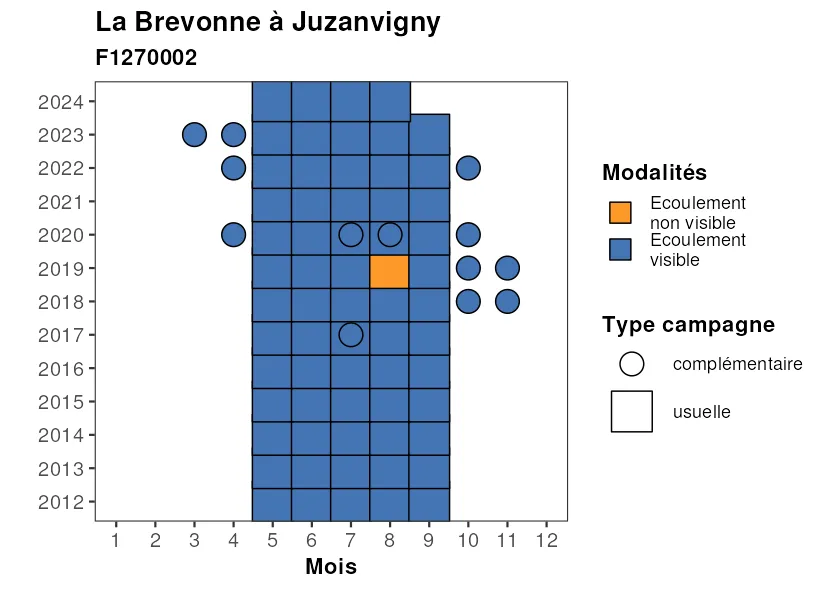 La Brevonne à Juzanvigny
F1270002
2024
2023
2022
2021
2020
2019
2018
2017
2016
2015
2014
2013
2012
1 2 3 4 5 6 7 8 9 10 11 12
Mois
Modalités
Ecoulement
non visible
Ecoulement
visible
Type campagne
complémentaire
usuelle